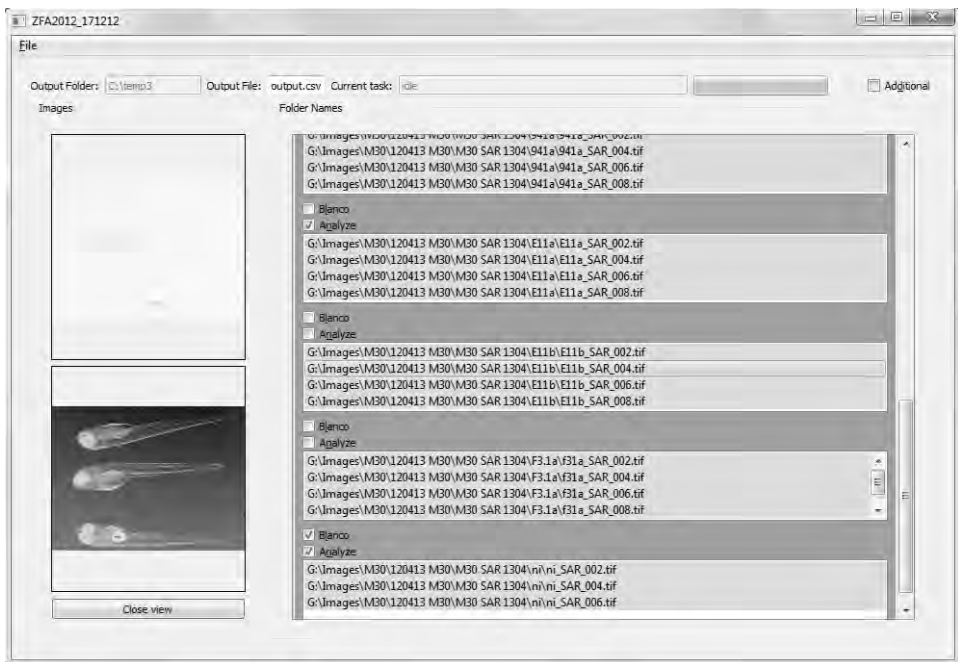 ZFA2012_171212
File
Output Folder: C:\temp3 Output File: output.csv Current task: idle Additional
Images Folder Names
G:\Images\M30\120413 M30\M30 SAR 1304\941a\941a_SAR_002.tif
G:\Images\M30\120413 M30\M30 SAR 1304\941a\941a_SAR_004.tif
G:\Images\M30\120413 M30\M30 SAR 1304\941a\941a_SAR_006.tif
G:\Images\M30\120413 M30\M30 SAR 1304\941a\941a_SAR_008.tif
Blanco
Analyze
G:\Images\M30\120413 M30\M30 SAR 1304\E11a\E11a_SAR_002.tif
G:\Images\M30\120413 M30\M30 SAR 1304\E11a\E11a_SAR_004.tif
G:\Images\M30\120413 M30\M30 SAR 1304\E11a\E11a_SAR_006.tif
G:\Images\M30\120413 M30\M30 SAR 1304\E11a\E11a_SAR_008.tif
Blanco
Analyze
G:\Images\M30\120413 M30\M30 SAR 1304\E11b\E11b_SAR_002.tif
G:\Images\M30\120413 M30\M30 SAR 1304\E11b\E11b_SAR_004.tif
G:\Images\M30\120413 M30\M30 SAR 1304\E11b\E11b_SAR_006.tif
G:\Images\M30\120413 M30\M30 SAR 1304\E11b\E11b_SAR_008.tif
Blanco
Analyze
G:\Images\M30\120413 M30\M30 SAR 1304\F3.1a\f31a_SAR_002.tif
G:\Images\M30\120413 M30\M30 SAR 1304\F3.1a\f31a_SAR_004.tif
G:\Images\M30\120413 M30\M30 SAR 1304\F3.1a\f31a_SAR_006.tif
G:\Images\M30\120413 M30\M30 SAR 1304\F3.1a\f31a_SAR_008.tif
Blanco
Analyze
G:\Images\M30\120413 M30\M30 SAR 1304\ni\ni_SAR_002.tif
G:\Images\M30\120413 M30\M30 SAR 1304\ni\ni_SAR_004.tif
G:\Images\M30\120413 M30\M30 SAR 1304\ni\ni_SAR_006.tif
Close view